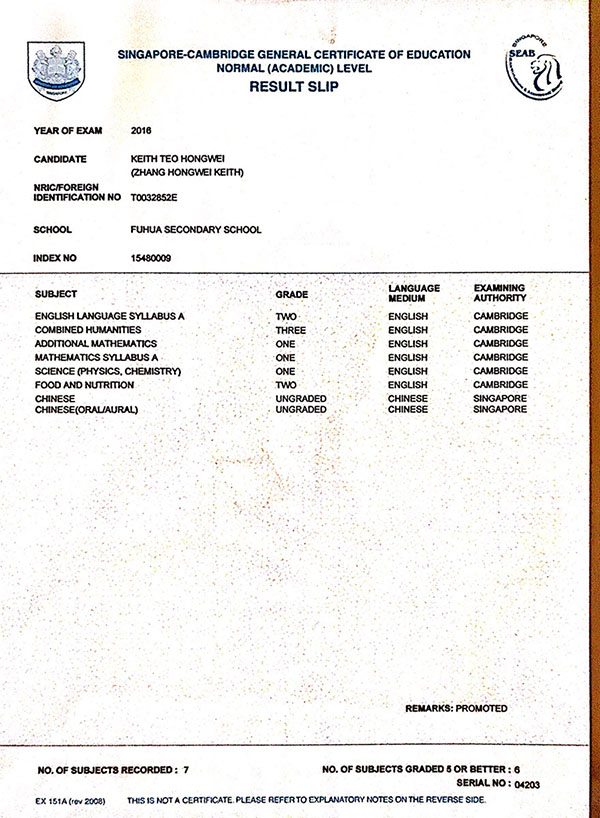 SINGAPORE-CAMBRIDGE GENERAL CERTIFICATE OF EDUCATION
NORMAL (ACADEMIC) LEVEL
RESULT SLIP
SINGAPORE
SEAB
YEAR OF EXAM 2016
CANDIDATE KEITH TEO HONGWEI
(ZHANG HONGWEI KEITH)
NRIC/FOREIGN
IDENTIFICATION NO T0032852E
SCHOOL FUHUA SECONDARY SCHOOL
INDEX NO 15480009
SUBJECT GRADE LANGUAGE MEDIUM EXAMINING AUTHORITY
ENGLISH LANGUAGE SYLLABUS A TWO ENGLISH CAMBRIDGE
COMBINED HUMANITIES THREE ENGLISH CAMBRIDGE
ADDITIONAL MATHEMATICS ONE ENGLISH CAMBRIDGE
MATHEMATICS SYLLABUS A ONE ENGLISH CAMBRIDGE
SCIENCE (PHYSICS, CHEMISTRY) ONE ENGLISH CAMBRIDGE
FOOD AND NUTRITION TWO ENGLISH CAMBRIDGE
CHINESE UNGRADED CHINESE SINGAPORE
CHINESE(ORAL/AURAL) UNGRADED CHINESE SINGAPORE
REMARKS: PROMOTED
NO. OF SUBJECTS RECORDED : 7 NO. OF SUBJECTS GRADED 5 OR BETTER : 6
SERIAL NO : 04203
EX 151A (rev 2008) THIS IS NOT A CERTIFICATE. PLEASE REFER TO EXPLANATORY NOTES ON THE REVERSE SIDE.